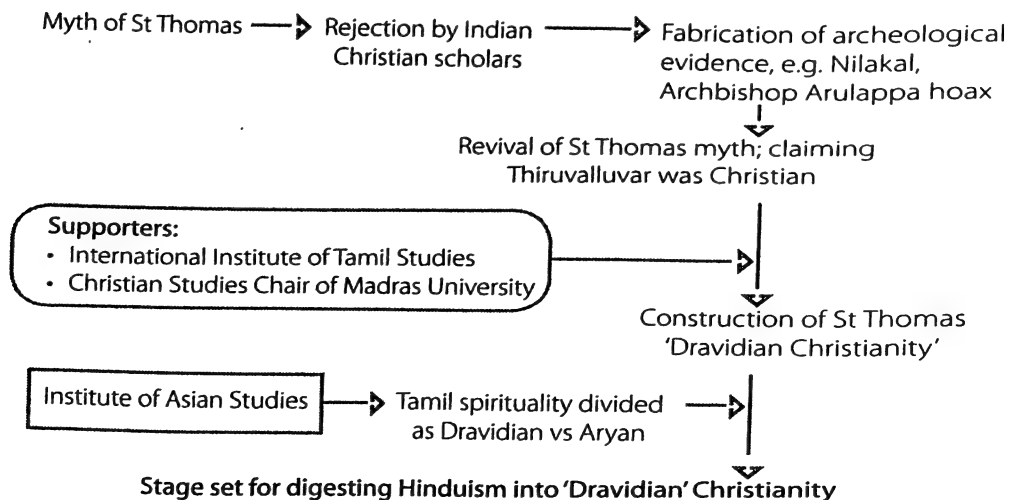 Myth of St Thomas
Rejection by Indian
Christian scholars
Fabrication of archeological
evidence, e.g. Nilakal,
Archbishop Arulappa hoax
Revival of St Thomas myth; claiming
Thiruvalluvar was Christian
Supporters:
• International Institute of Tamil Studies
• Christian Studies Chair of Madras University
Construction of St Thomas
'Dravidian Christianity'
Institute of Asian Studies
Tamil spirituality divided
as Dravidian vs Aryan
Stage set for digesting Hinduism into 'Dravidian' Christianity